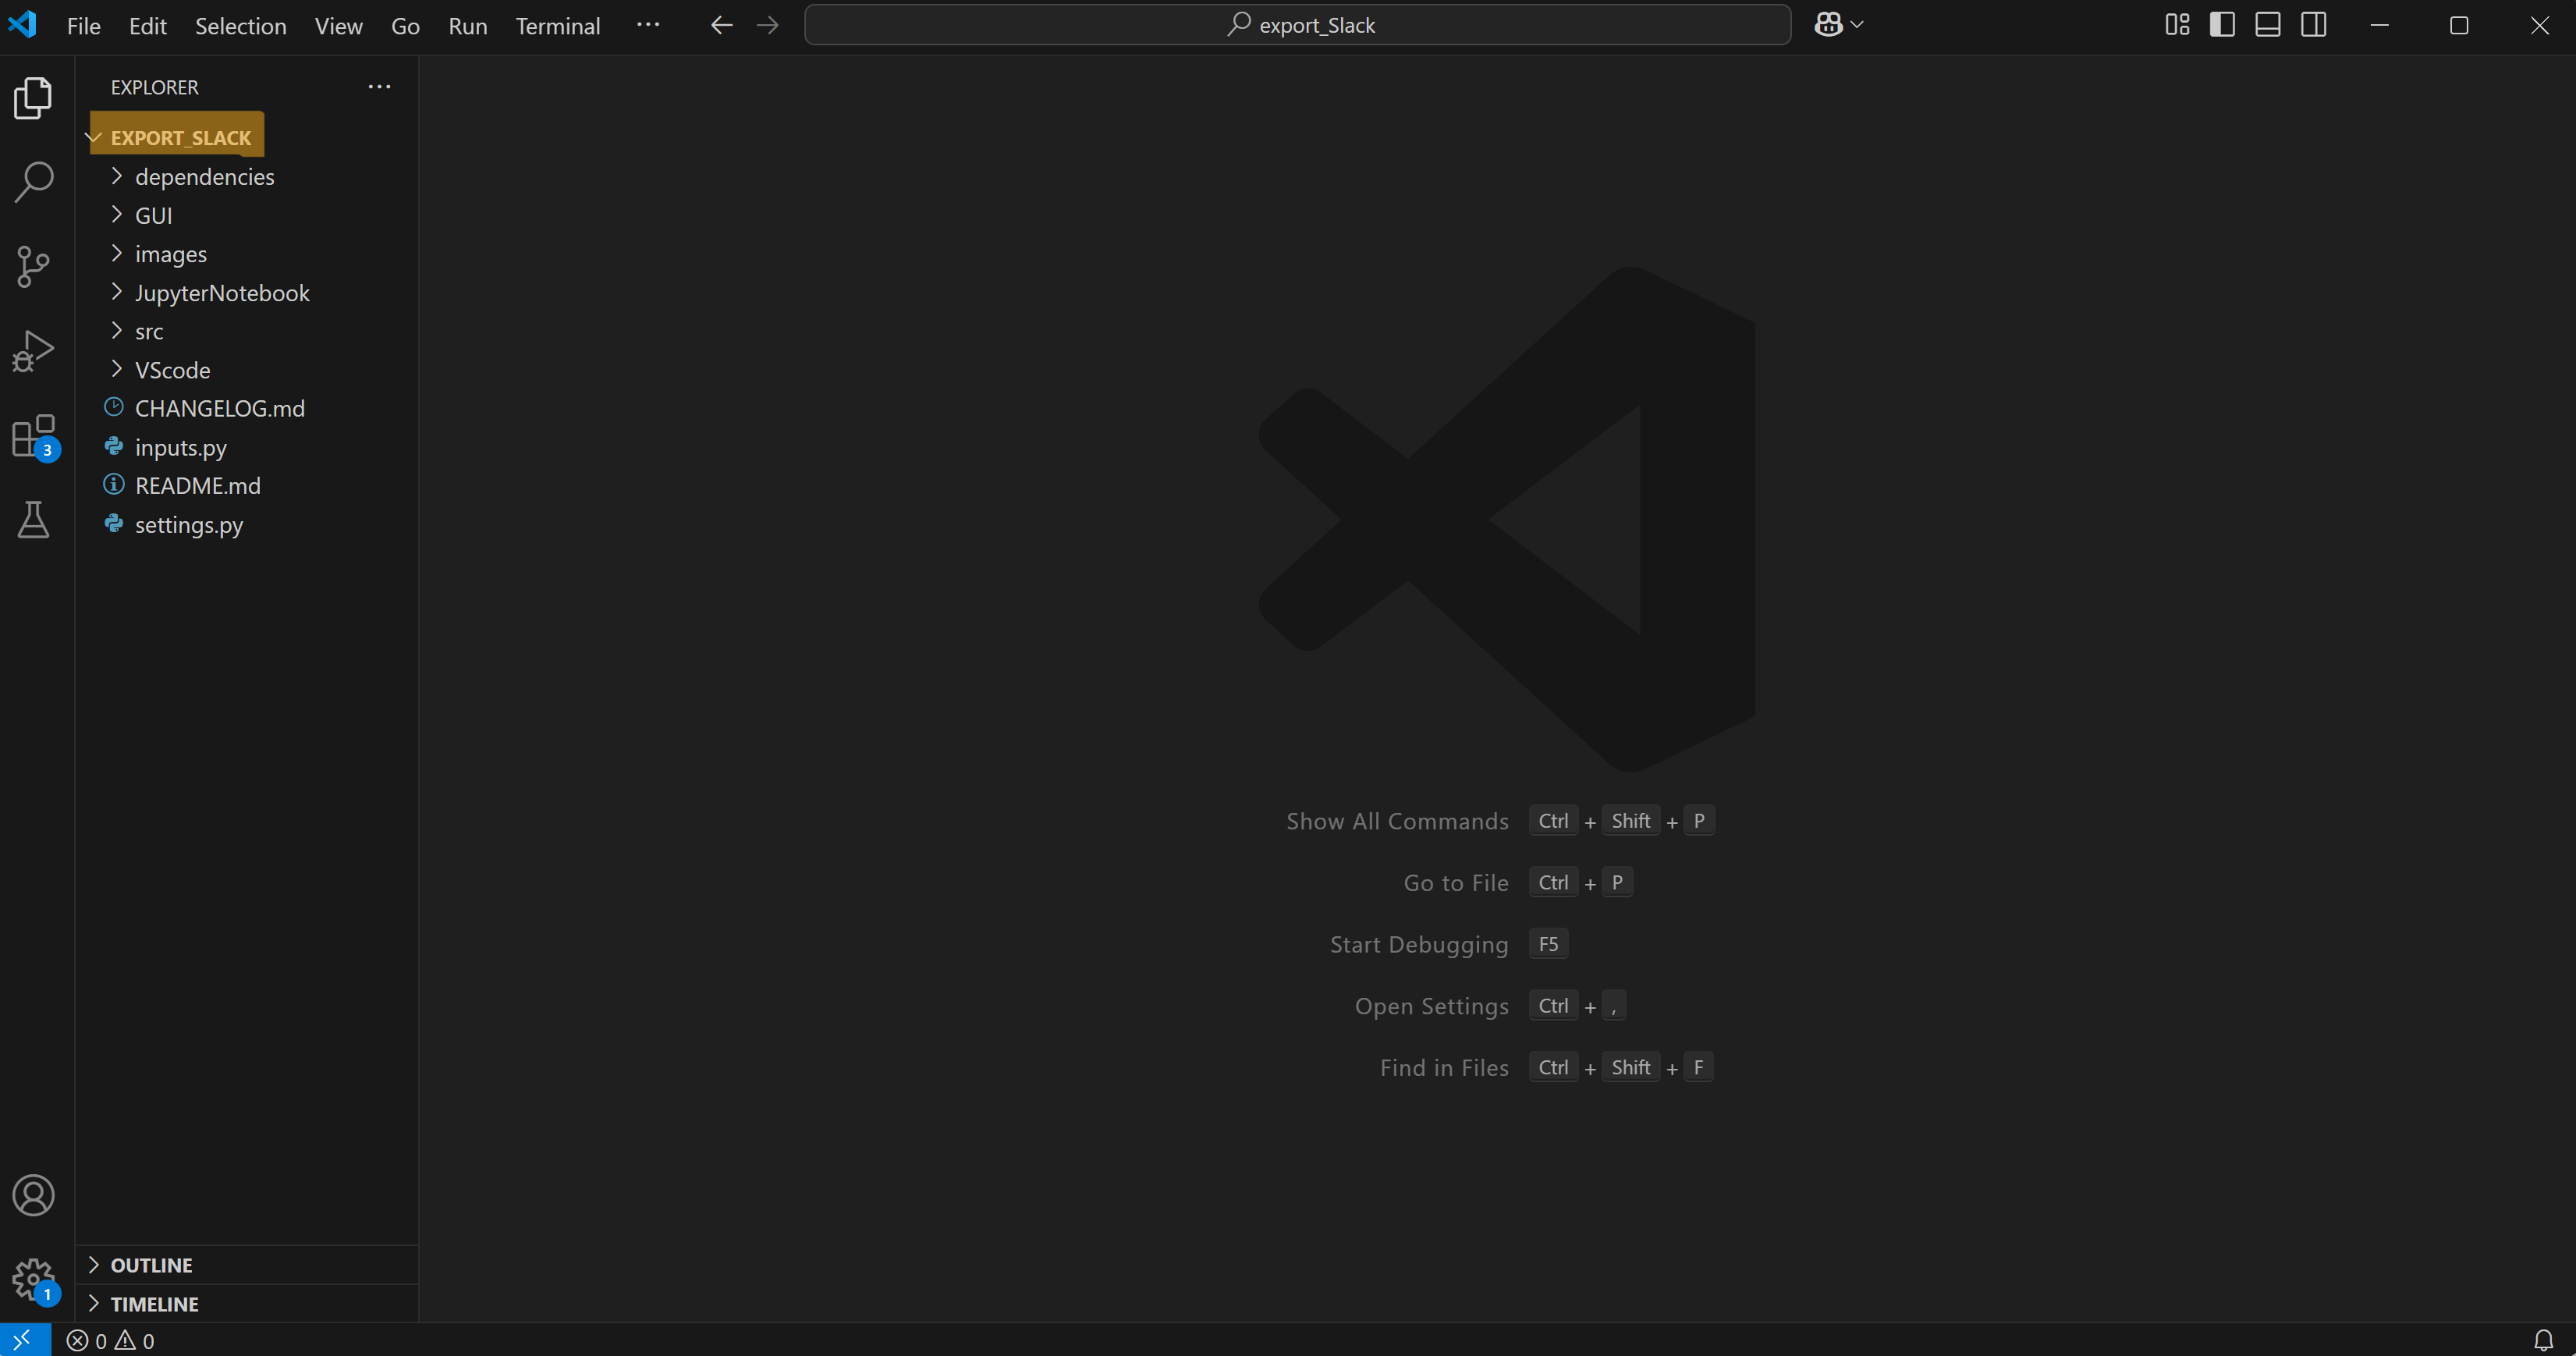 File Edit Selection View Go Run Terminal ··· export_Slack
EXPLORER ···
EXPORT_SLACK
dependencies
GUI
images
JupyterNotebook
src
VScode
CHANGELOG.md
inputs.py
README.md
settings.py
3
Show All Commands Ctrl + Shift + P
Go to File Ctrl + P
Start Debugging F5
Open Settings Ctrl + ,
Find in Files Ctrl + Shift + F
OUTLINE
1
TIMELINE
0 0